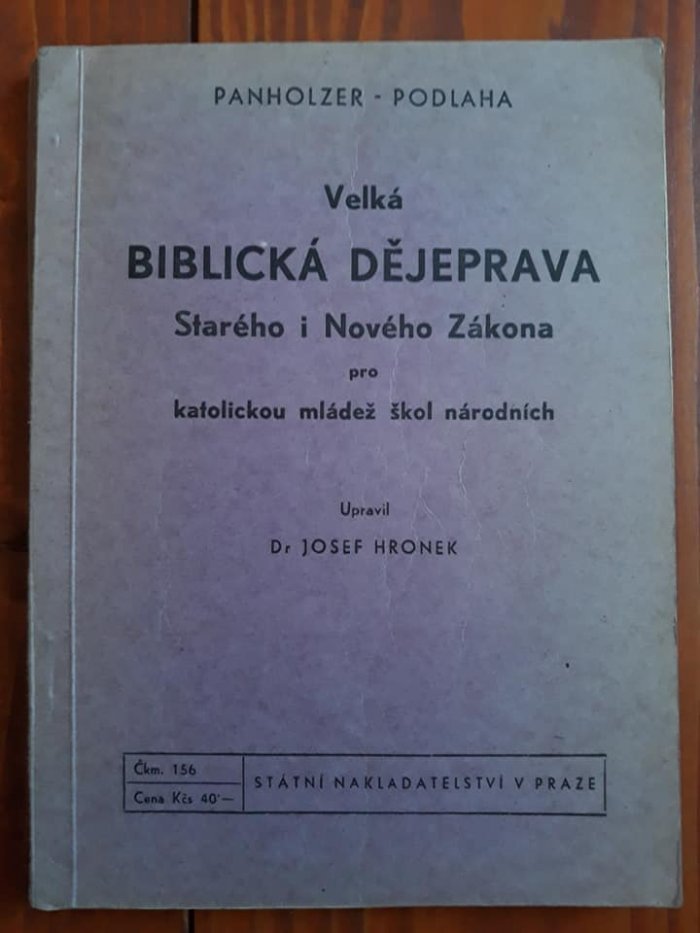 PANHOLZER - PODLAHA
Velká
BIBLICKÁ DĚJEPRAVA
Starého i Nového Zákona
pro
katolickou mládež škol národních
Upravil
Dr JOSEF HRONEK
Čkm. 156
Cena Kčs 40·—
STÁTNÍ NAKLADATELSTVÍ V PRAZE